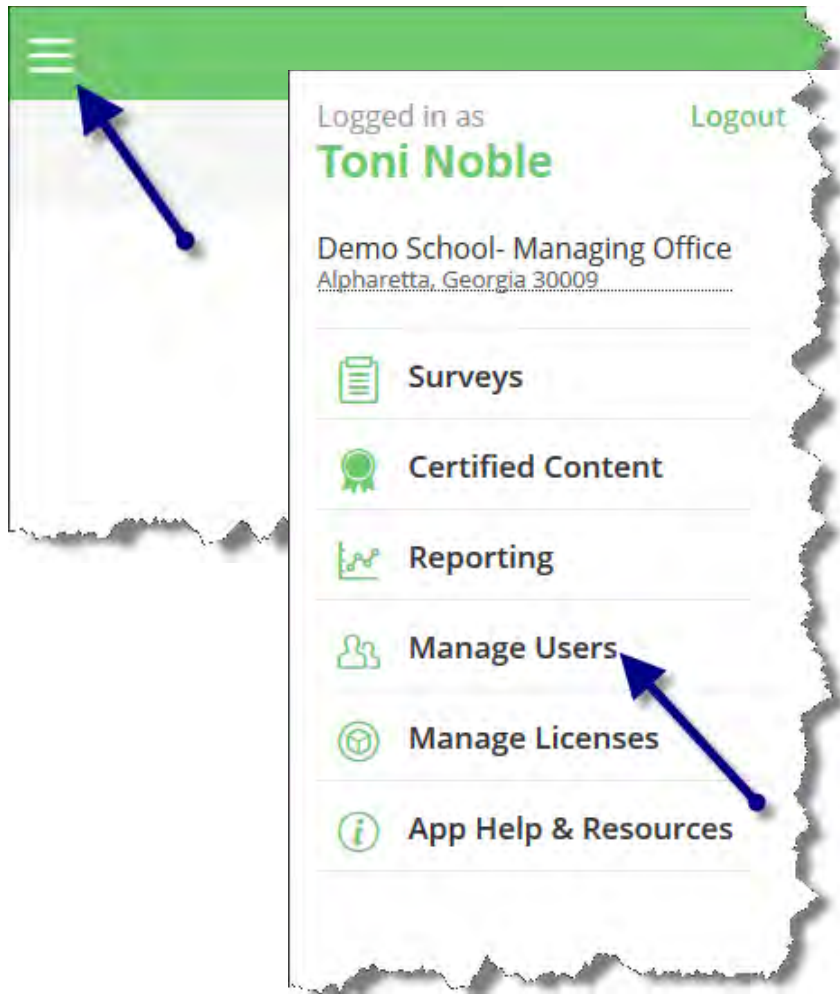 Logged in as
Logout
Toni Noble
Demo School- Managing Office
Alpharetta, Georgia 30009
Surveys
Certified Content
Reporting
Manage Users
Manage Licenses
App Help & Resources